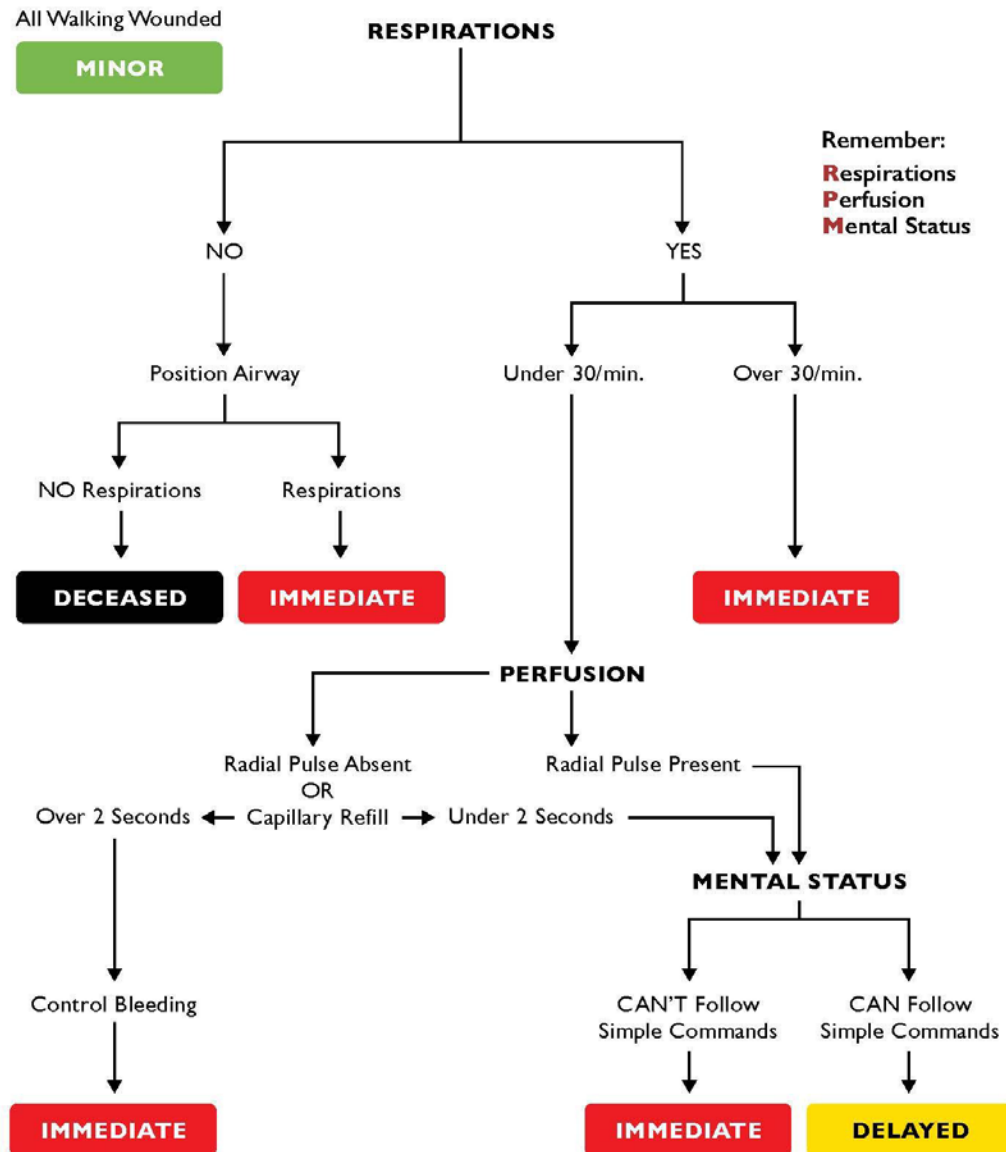 All Walking Wounded
MINOR
RESPIRATIONS
Remember:
Respirations
Perfusion
Mental Status
NO
YES
Position Airway
Under 30/min.
Over 30/min.
NO Respirations
Respirations
DECEASED
IMMEDIATE
IMMEDIATE
PERFUSION
Radial Pulse Absent
OR
Radial Pulse Present
Over 2 Seconds
Capillary Refill
Under 2 Seconds
MENTAL STATUS
Control Bleeding
CAN'T Follow
Simple Commands
CAN Follow
Simple Commands
IMMEDIATE
IMMEDIATE
DELAYED